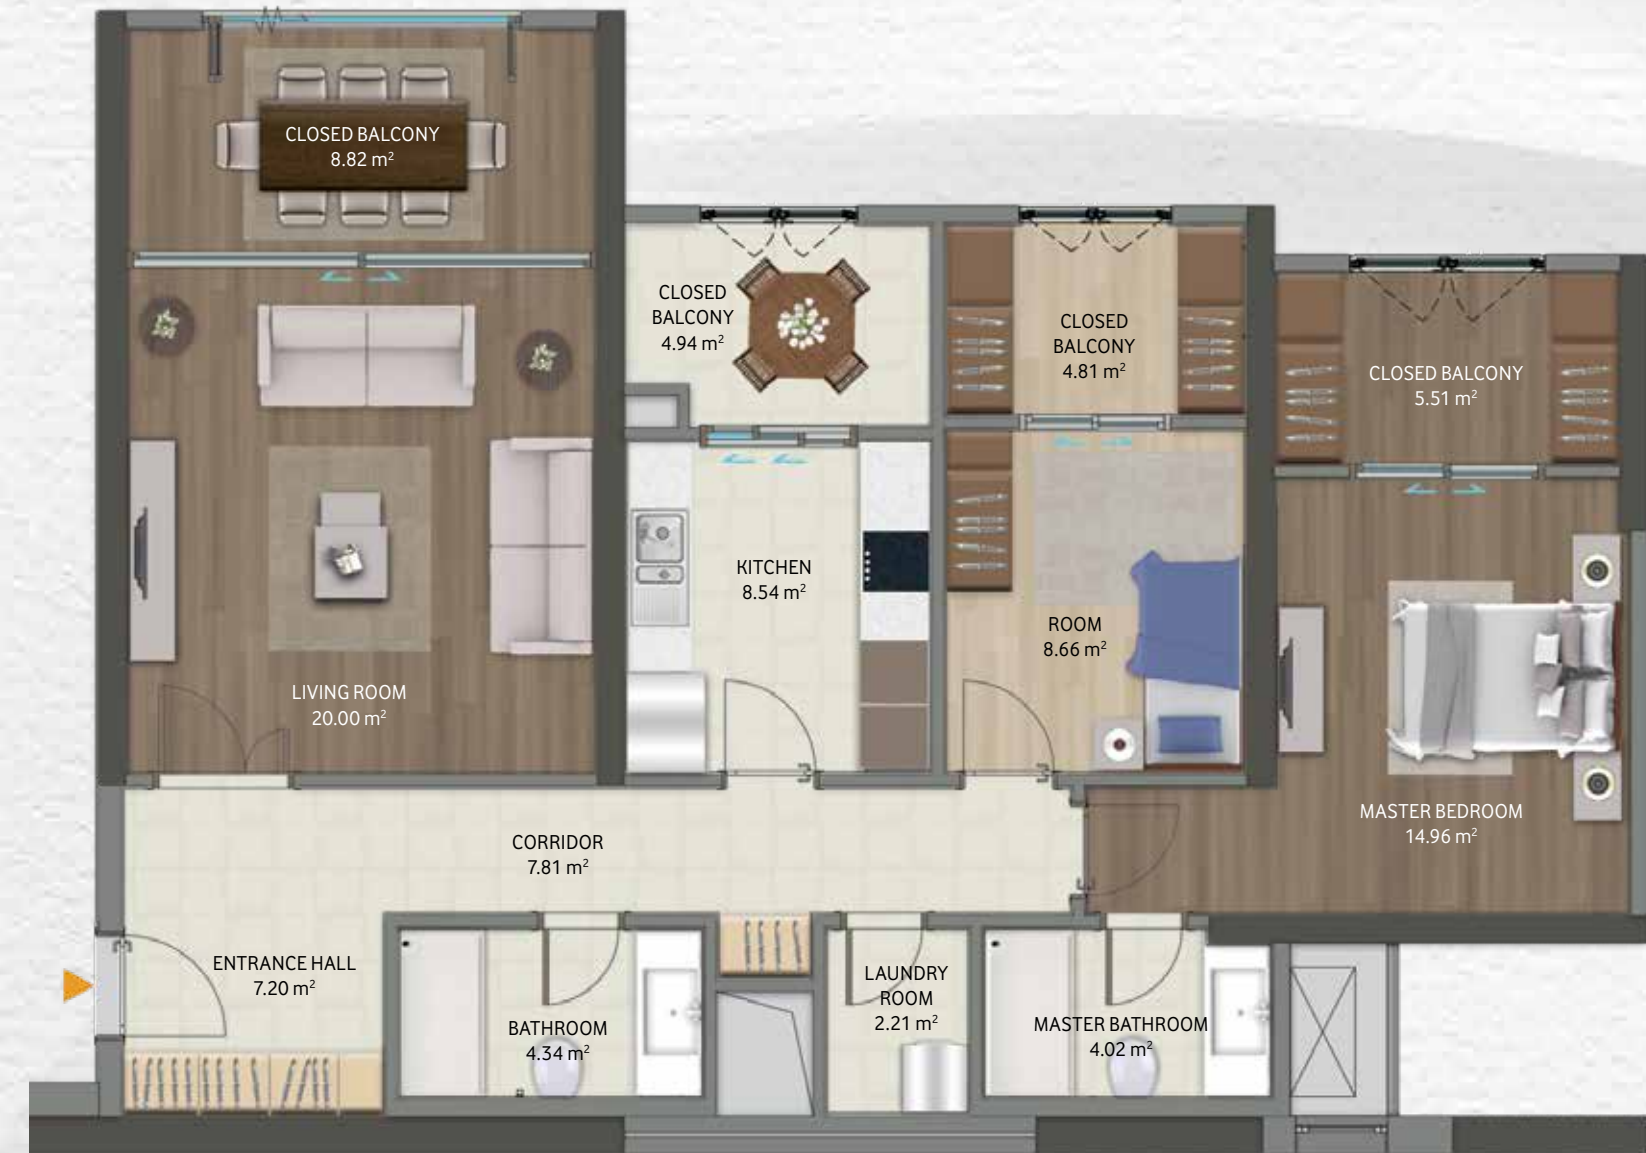 CLOSED BALCONY
8.82 m²
CLOSED
BALCONY
4.94 m²
CLOSED
BALCONY
4.81 m²
CLOSED BALCONY
5.51 m²
KITCHEN
8.54 m²
ROOM
8.66 m²
LIVING ROOM
20.00 m²
MASTER BEDROOM
14.96 m²
CORRIDOR
7.81 m²
ENTRANCE HALL
7.20 m²
BATHROOM
4.34 m²
LAUNDRY
ROOM
2.21 m²
MASTER BATHROOM
4.02 m²